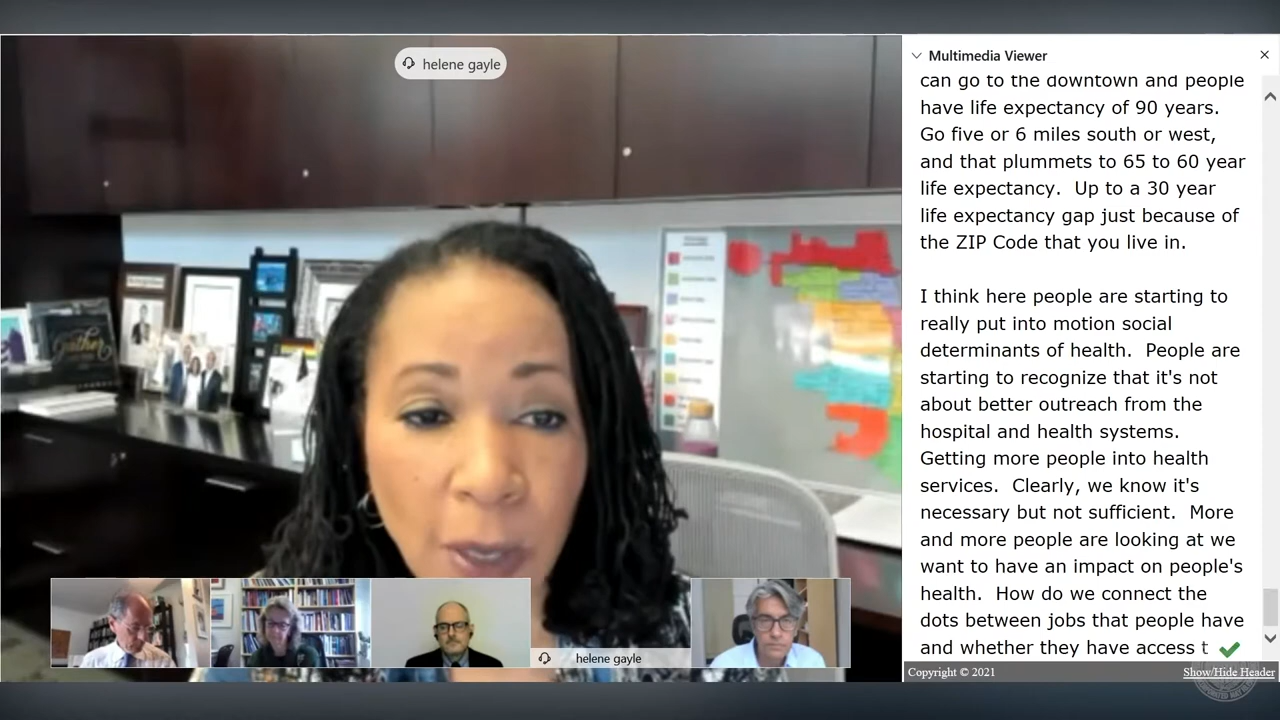 helene gayle
Multimedia Viewer
can go to the downtown and people
have life expectancy of 90 years.
Go five or 6 miles south or west,
and that plummets to 65 to 60 year
life expectancy.  Up to a 30 year
life expectancy gap just because of
the ZIP Code that you live in.
I think here people are starting to
really put into motion social
determinants of health.  People are
starting to recognize that it's not
about better outreach from the
hospital and health systems.
Getting more people into health
services.  Clearly, we know it's
necessary but not sufficient.  More
and more people are looking at we
want to have an impact on people's
health.  How do we connect the
dots between jobs that people have
and whether they have access t
Gather
helene gayle
Copyright © 2021
Show/Hide Header